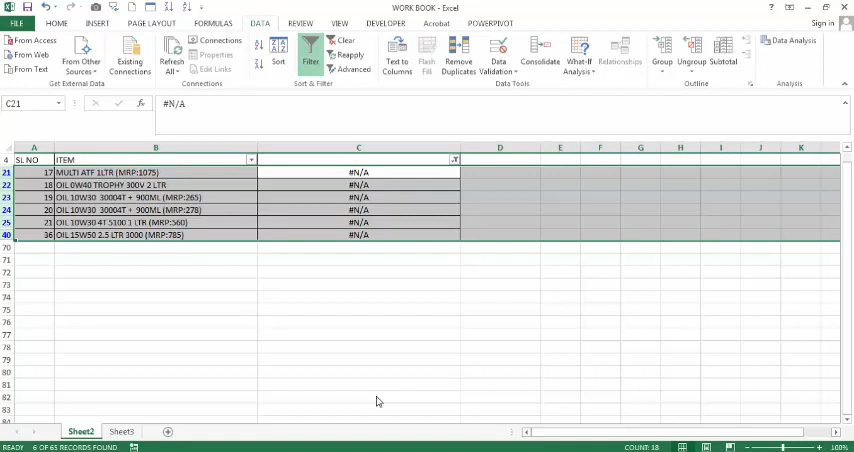 WORK BOOK - Excel
Sign in
FILE HOME INSERT PAGE LAYOUT FORMULAS DATA REVIEW VIEW DEVELOPER Acrobat POWERPIVOT
From Access
From Web
From Text
From Other Sources
Existing Connections
Get External Data
Refresh All
Connections
Properties
Edit Links
Connections
Sort
Filter
Clear
Reapply
Advanced
Sort & Filter
Text to Columns
Flash Fill
Remove Duplicates
Data Validation
Consolidate
What-If Analysis
Relationships
Data Tools
Group
Ungroup
Subtotal
Outline
Data Analysis
Analysis
C21 fx #N/A
A B C D E F G H I J K
4 SL NO ITEM
21 17 MULTI ATF 1LTR (MRP:1075) #N/A
22 18 OIL 0W40 TROPHY 300V 2 LTR #N/A
23 19 OIL 10W30 30004T + 900ML (MRP:265) #N/A
24 20 OIL 10W30 30004T + 900ML (MRP:278) #N/A
25 21 OIL 10W30 4T 5100 1 LTR (MRP:560) #N/A
40 36 OIL 15W50 2.5 LTR 3000 (MRP:785) #N/A
70
71
72
73
74
75
76
77
78
79
80
81
82
83
84
Sheet2 Sheet3
READY 6 OF 65 RECORDS FOUND COUNT: 18 100%